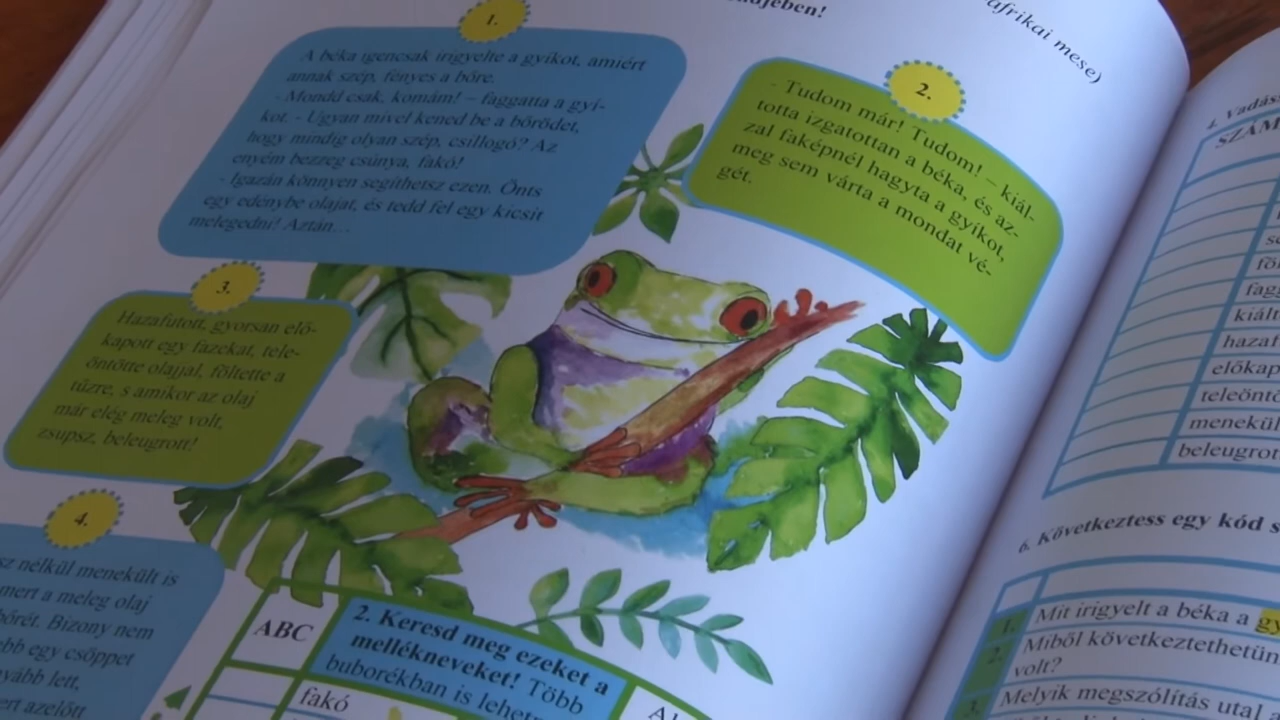 afrikai mese)
1.
A béka igencsak irigyelte a gyíkot, amiért
annak szép, fényes a bőre.
- Mondd csak, komám! – faggatta a gyí-
kot. - Ugyan mivel kened be a bőrödet,
hogy mindig olyan szép, csillogó? Az
enyém bezzeg csúnya, fakó!
- Igazán könnyen segíthetsz ezen. Önts
egy edénybe olajat, és tedd fel egy kicsit
melegedni! Aztán...
2.
- Tudom már! Tudom! – kiál-
totta izgatottan a béka, és az-
zal faképnél hagyta a gyíkot,
meg sem várta a mondat vé-
gét.
3.
Hazafutott, gyorsan elő-
kapott egy fazekat, tele-
öntötte olajjal, föltette a
tűzre, s amikor az olaj
már elég meleg volt,
zsupsz, beleugrott!
4.
nélkül menekült is
mert a meleg olaj
bőrét. Bizony nem
egy csöppet
lett,
azelőtt
ABC
2. Keresd meg ezeket a
mellékneveket! Több
buborékban is
fakó
4.
kiált
teleönt
menekül
beleugrot
6. Következtess egy kód
1. Mit irigyelt a béka a gy
2. Miből következtethetün
volt?
3. Melyik megszólítás utal a